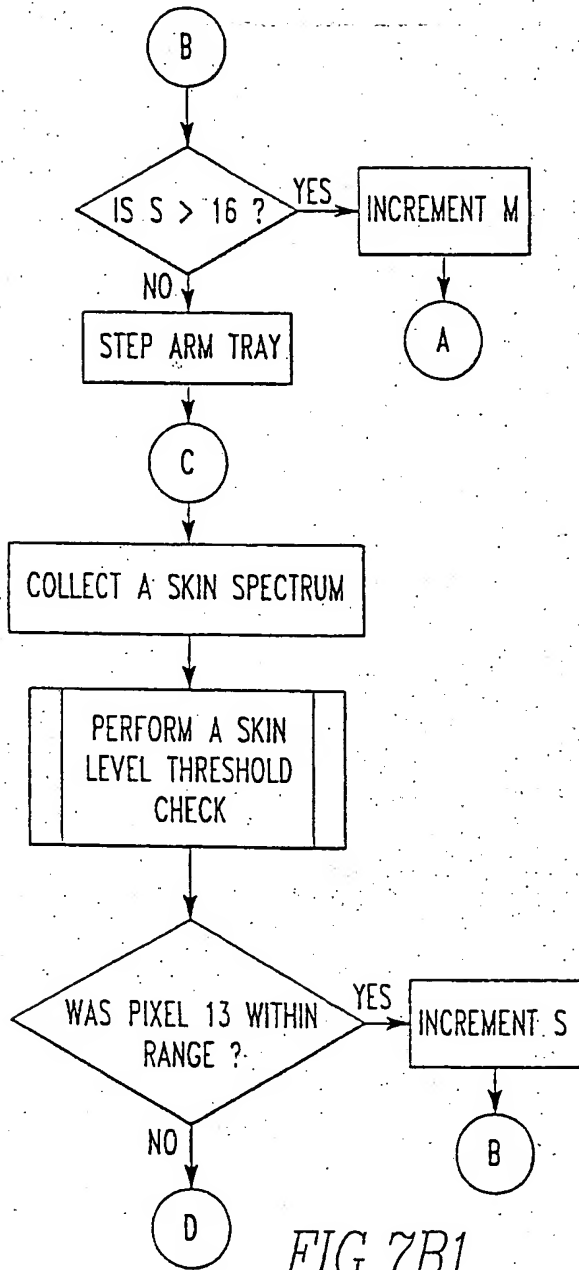 B
IS S > 16 ?
YES
INCREMENT M
NO
A
STEP ARM TRAY
C
COLLECT A SKIN SPECTRUM
PERFORM A SKIN
LEVEL THRESHOLD
CHECK
WAS PIXEL 13 WITHIN
RANGE ?
YES
INCREMENT S
NO
B
D
FIG. 7B1